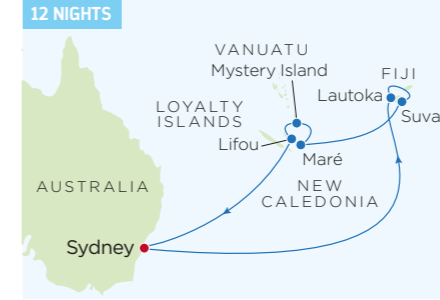 12 NIGHTS
VANUATU
Mystery Island
FIJI
Lautoka
Suva
LOYALTY
ISLANDS
Lifou
Maré
AUSTRALIA
NEW
CALEDONIA
Sydney